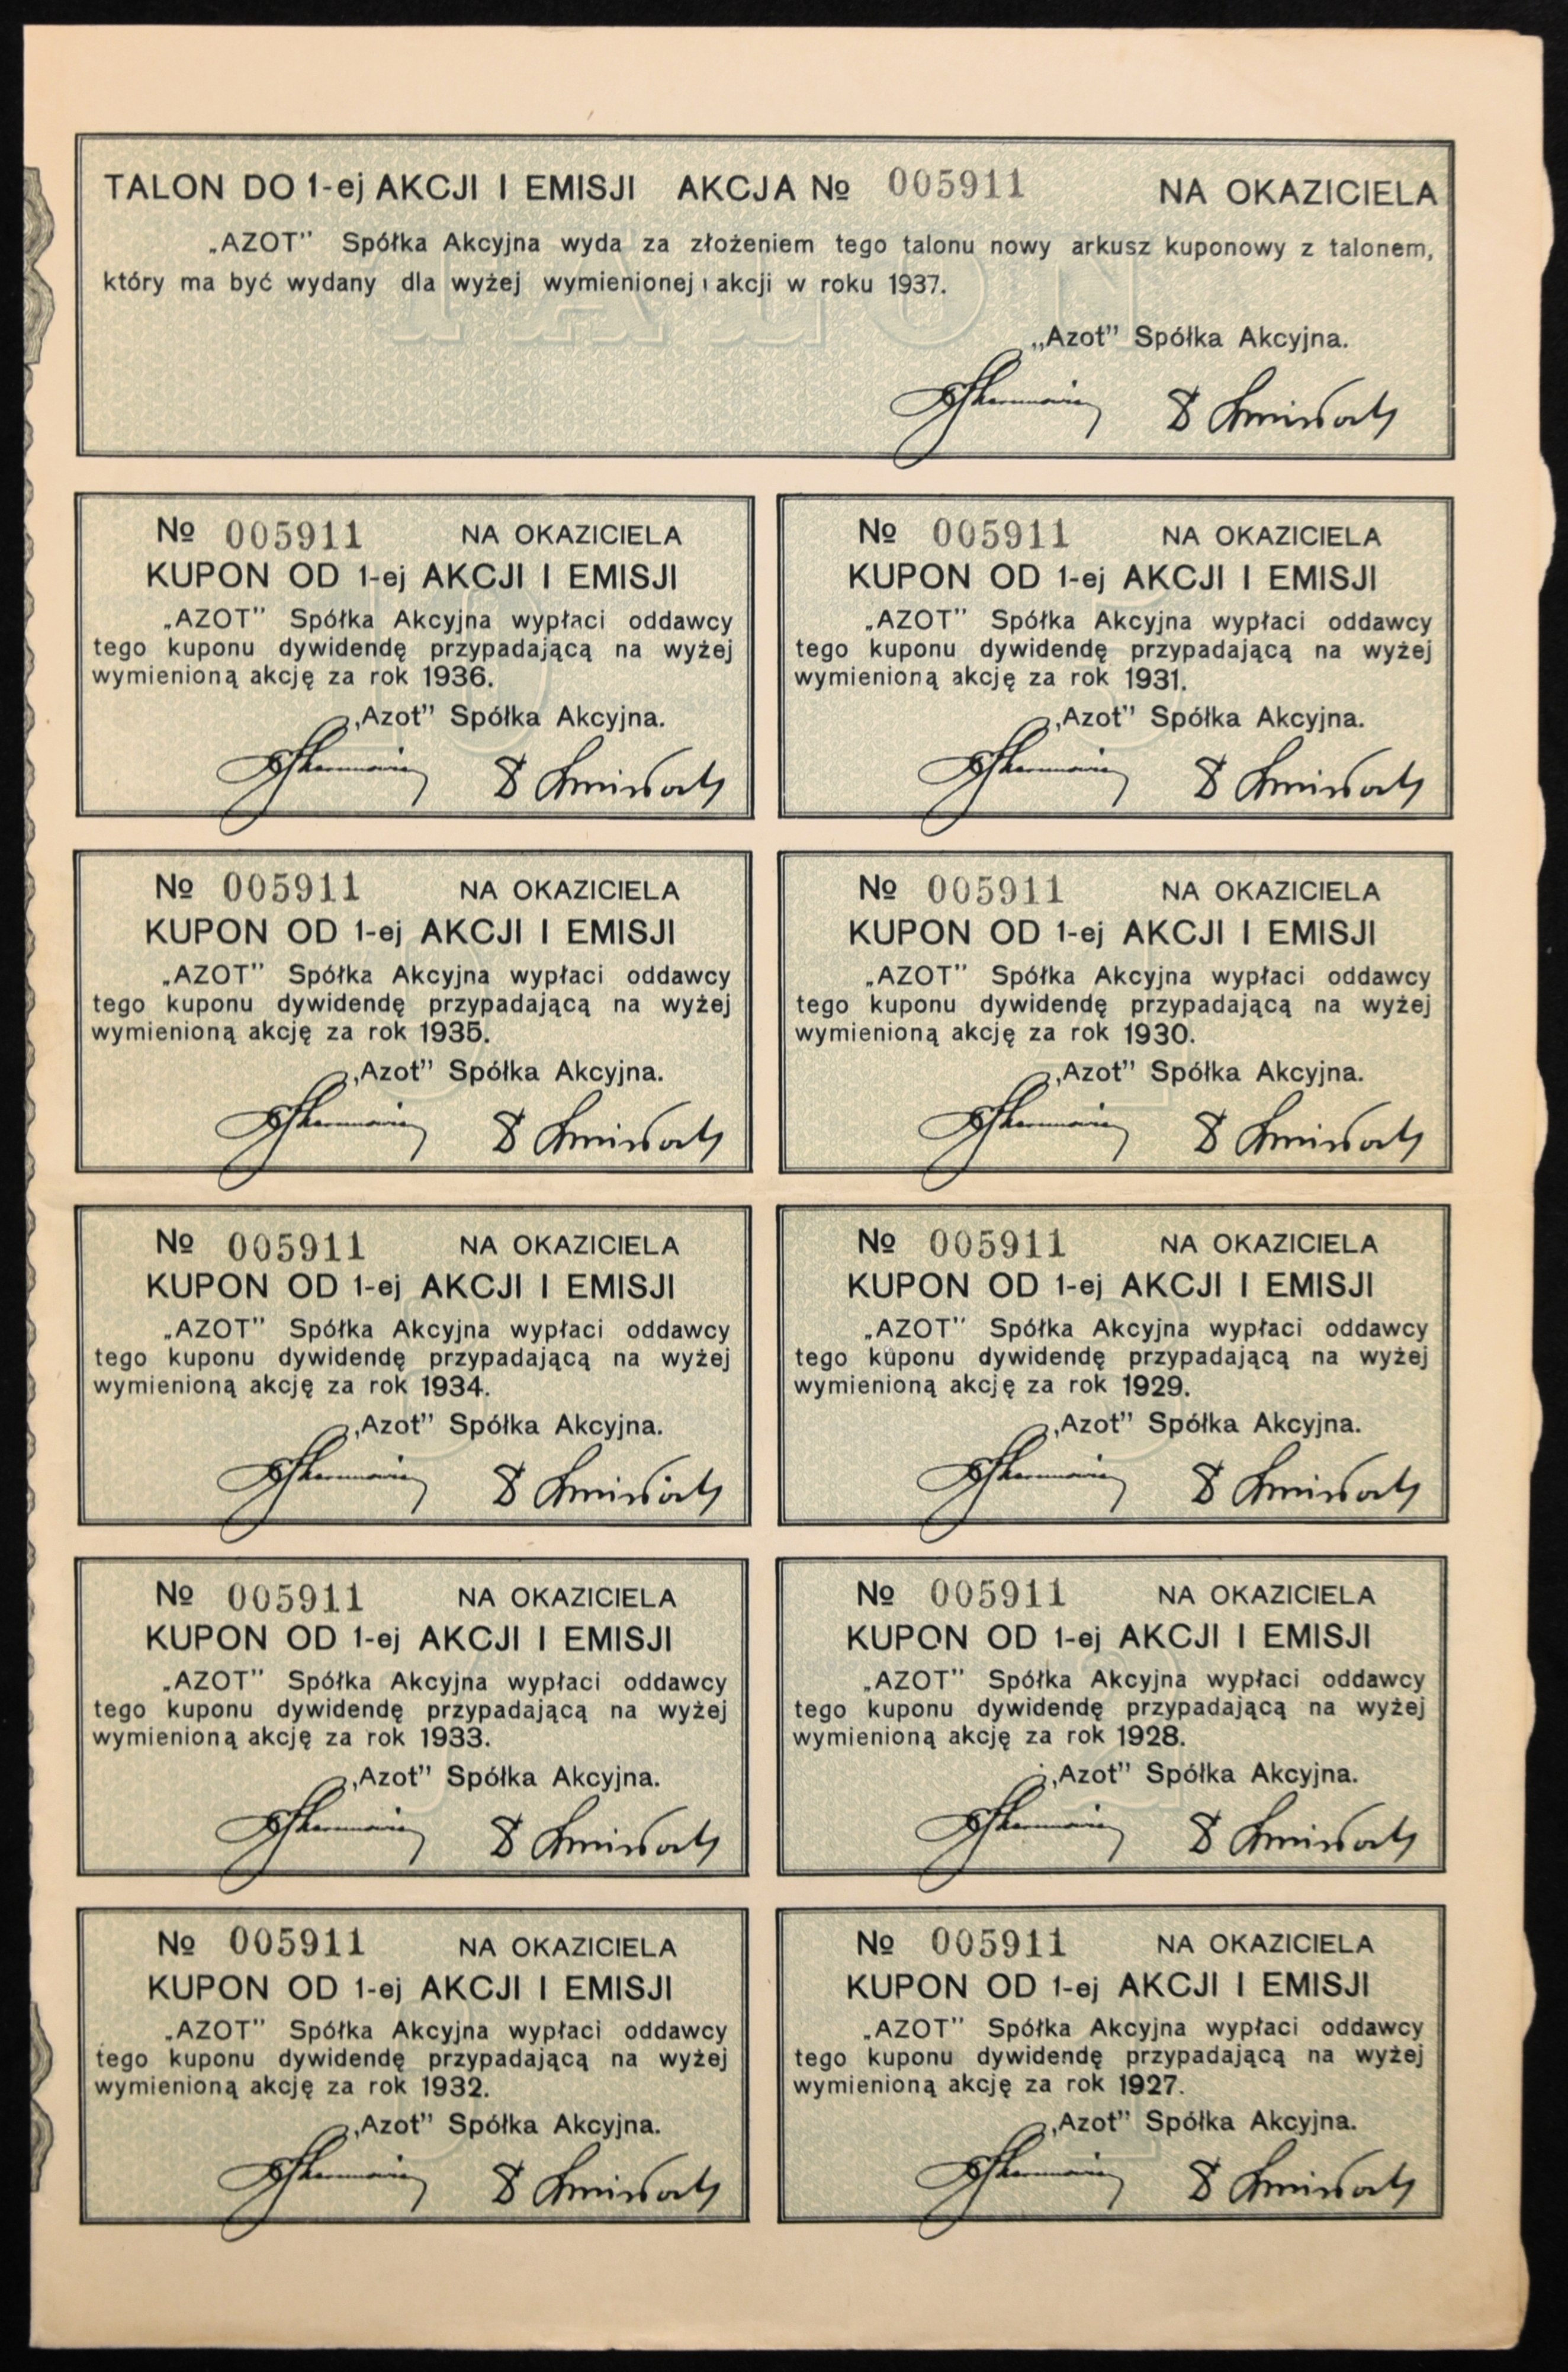 TALON DO 1-ej AKCJI I EMISJI AKCJA № 005911 NA OKAZICIELA
„AZOT" Spółka Akcyjna wyda za złożeniem tego talonu nowy arkusz kuponowy z talonem,
który ma być wydany dla wyżej wymienionej akcji w roku 1937.
TALON
„Azot" Spółka Akcyjna.
№ 005911 NA OKAZICIELA
KUPON OD 1-ej AKCJI I EMISJI
„AZOT" Spółka Akcyjna wypłaci oddawcy
tego kuponu dywidendę przypadającą na wyżej
wymienioną akcję za rok 1936.
„Azot" Spółka Akcyjna.
№ 005911 NA OKAZICIELA
KUPON OD 1-ej AKCJI I EMISJI
„AZOT" Spółka Akcyjna wypłaci oddawcy
tego kuponu dywidendę przypadającą na wyżej
wymienioną akcję za rok 1931.
„Azot" Spółka Akcyjna.
№ 005911 NA OKAZICIELA
KUPON OD 1-ej AKCJI I EMISJI
„AZOT" Spółka Akcyjna wypłaci oddawcy
tego kuponu dywidendę przypadającą na wyżej
wymienioną akcję za rok 1935.
„Azot" Spółka Akcyjna.
№ 005911 NA OKAZICIELA
KUPON OD 1-ej AKCJI I EMISJI
„AZOT" Spółka Akcyjna wypłaci oddawcy
tego kuponu dywidendę przypadającą na wyżej
wymienioną akcję za rok 1930.
„Azot" Spółka Akcyjna.
№ 005911 NA OKAZICIELA
KUPON OD 1-ej AKCJI I EMISJI
„AZOT" Spółka Akcyjna wypłaci oddawcy
tego kuponu dywidendę przypadającą na wyżej
wymienioną akcję za rok 1934.
„Azot" Spółka Akcyjna.
№ 005911 NA OKAZICIELA
KUPON OD 1-ej AKCJI I EMISJI
„AZOT" Spółka Akcyjna wypłaci oddawcy
tego kuponu dywidendę przypadającą na wyżej
wymienioną akcję za rok 1929.
„Azot" Spółka Akcyjna.
№ 005911 NA OKAZICIELA
KUPON OD 1-ej AKCJI I EMISJI
„AZOT" Spółka Akcyjna wypłaci oddawcy
tego kuponu dywidendę przypadającą na wyżej
wymienioną akcję za rok 1933.
„Azot" Spółka Akcyjna.
№ 005911 NA OKAZICIELA
KUPON OD 1-ej AKCJI I EMISJI
„AZOT" Spółka Akcyjna wypłaci oddawcy
tego kuponu dywidendę przypadającą na wyżej
wymienioną akcję za rok 1928.
„Azot" Spółka Akcyjna.
№ 005911 NA OKAZICIELA
KUPON OD 1-ej AKCJI I EMISJI
„AZOT" Spółka Akcyjna wypłaci oddawcy
tego kuponu dywidendę przypadającą na wyżej
wymienioną akcję za rok 1932.
„Azot" Spółka Akcyjna.
№ 005911 NA OKAZICIELA
KUPON OD 1-ej AKCJI I EMISJI
„AZOT" Spółka Akcyjna wypłaci oddawcy
tego kuponu dywidendę przypadającą na wyżej
wymienioną akcję za rok 1927.
„Azot" Spółka Akcyjna.